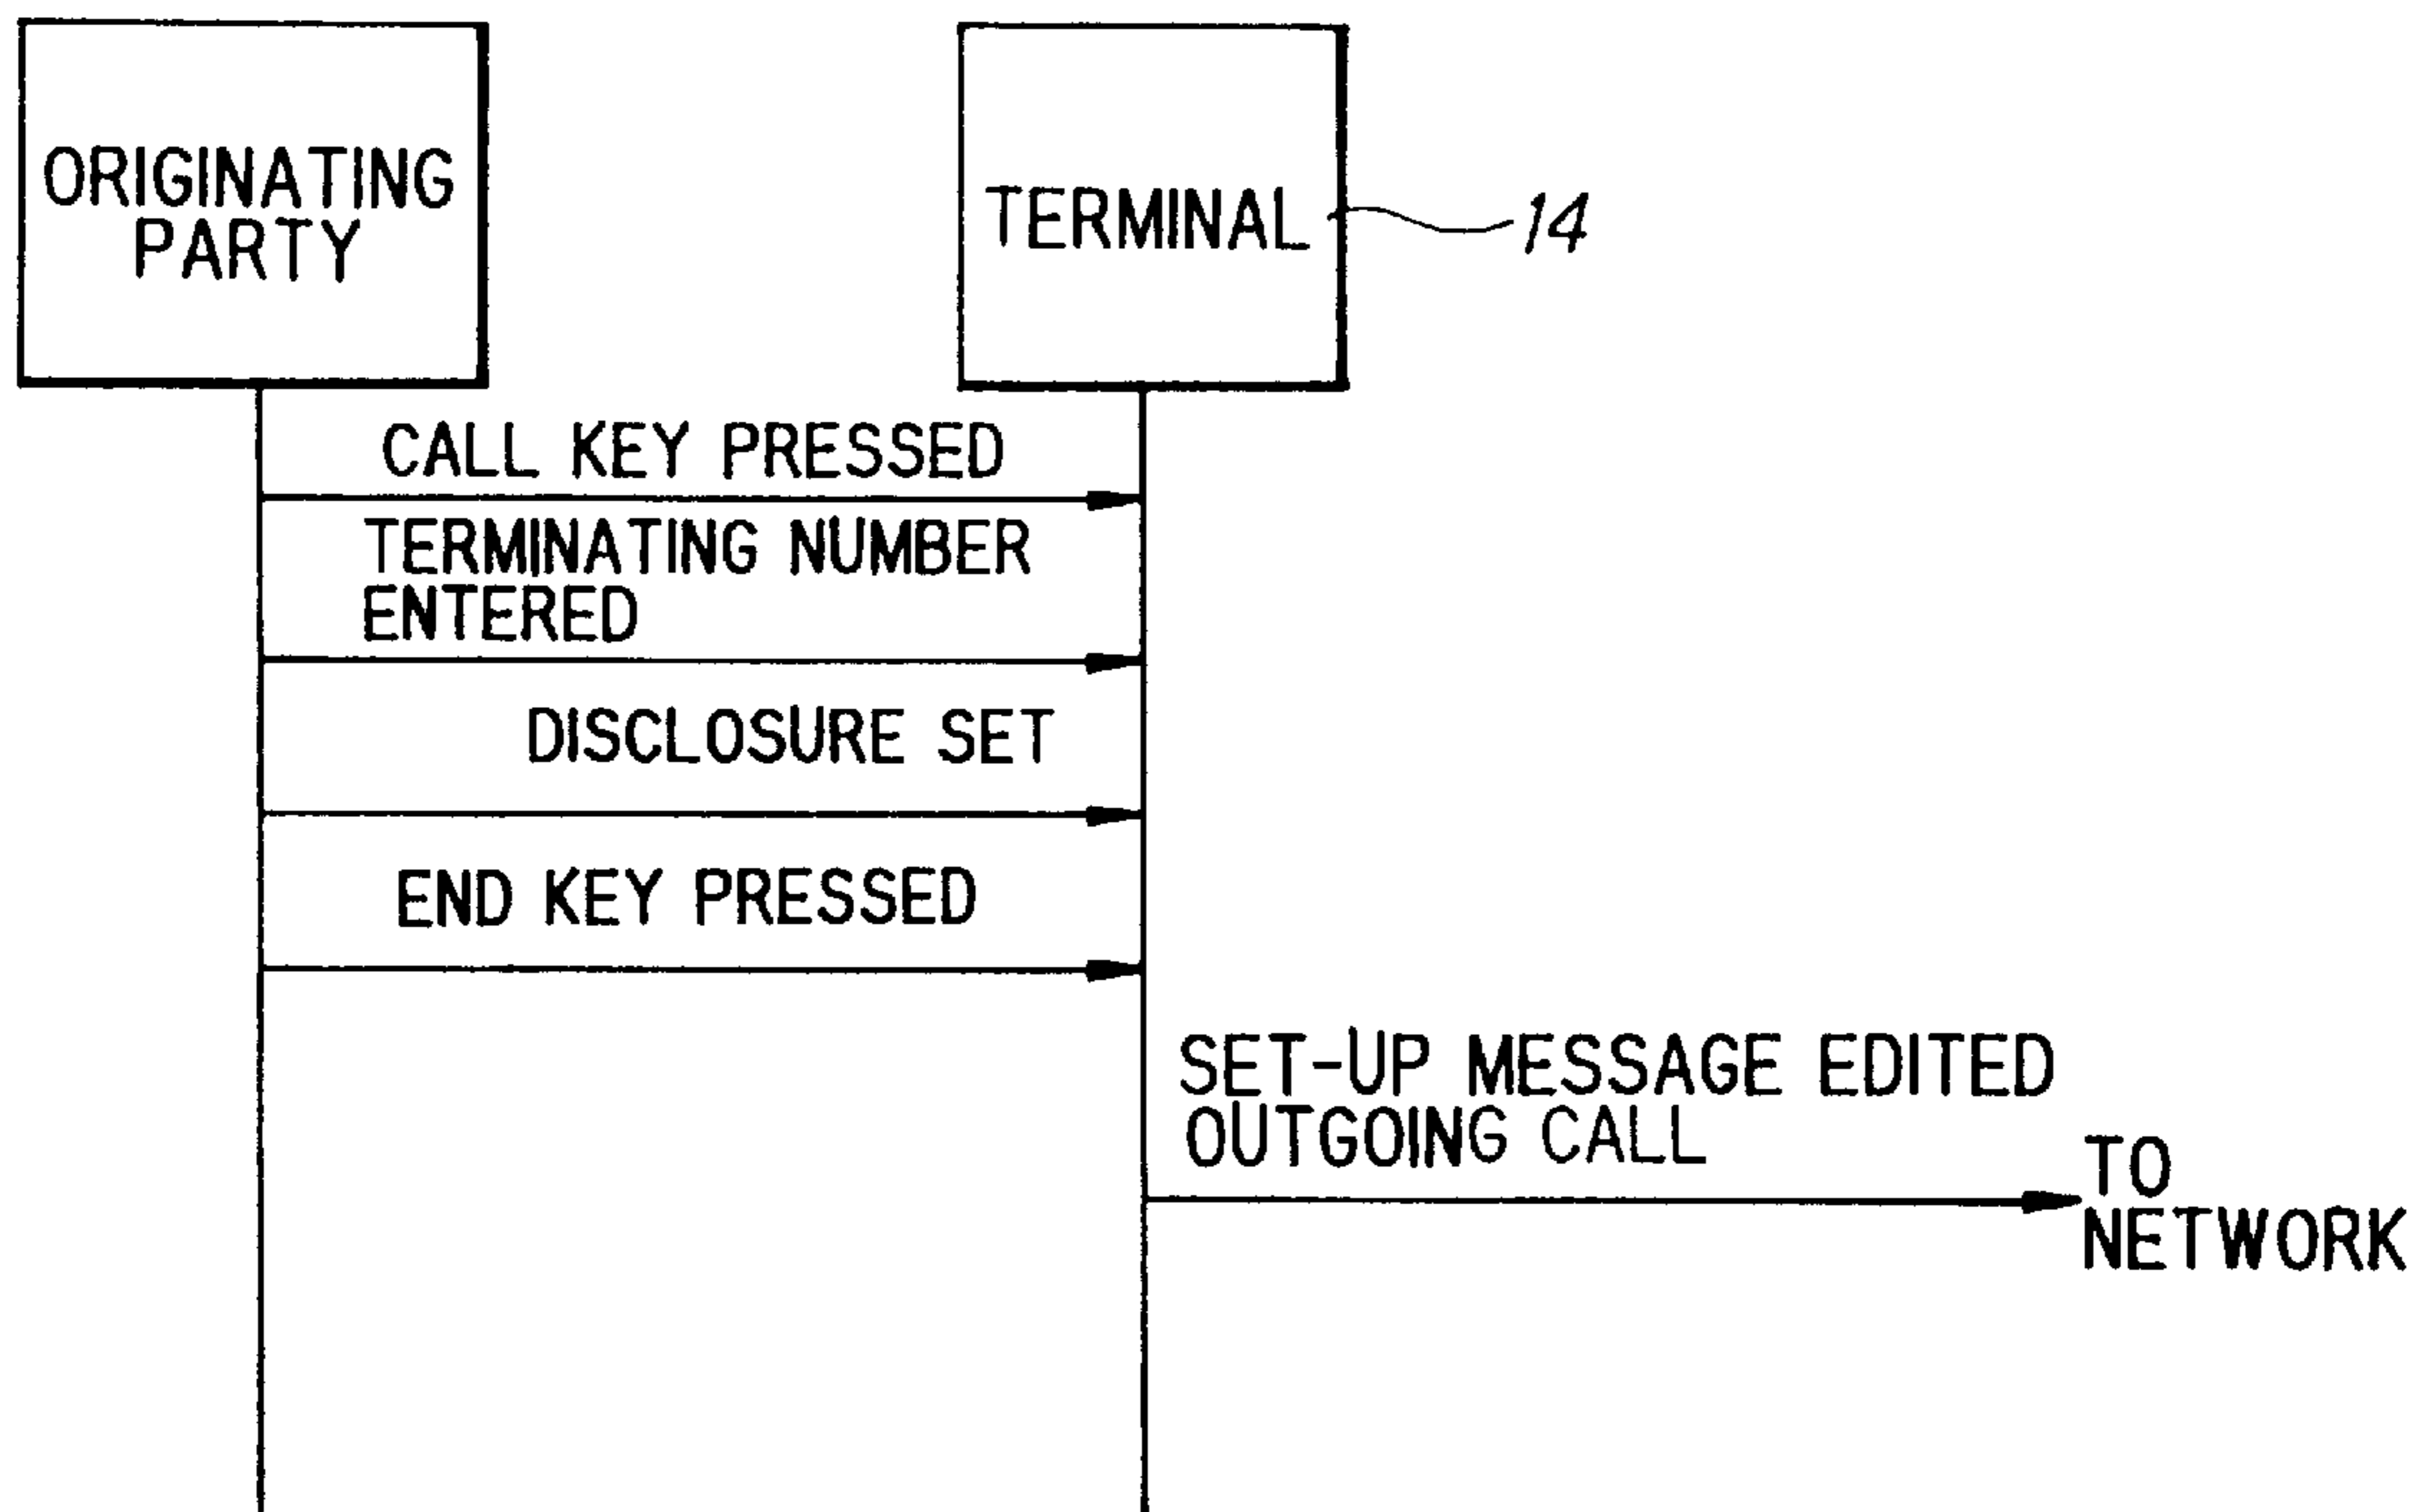 ORIGINATING
PARTY
TERMINAL
14
CALL KEY PRESSED
TERMINATING NUMBER
ENTERED
DISCLOSURE SET
END KEY PRESSED
SET-UP MESSAGE EDITED
OUTGOING CALL
TO
NETWORK